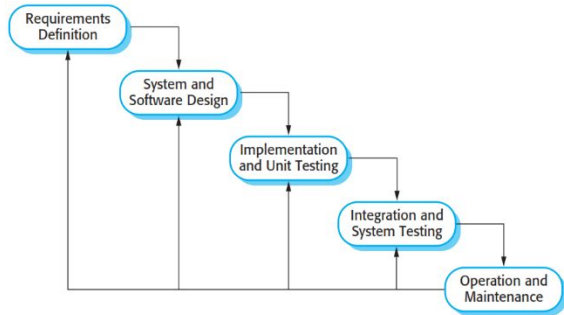 Requirements
Definition
System and
Software Design
Implementation
and Unit Testing
Integration and
System Testing
Operation and
Maintenance